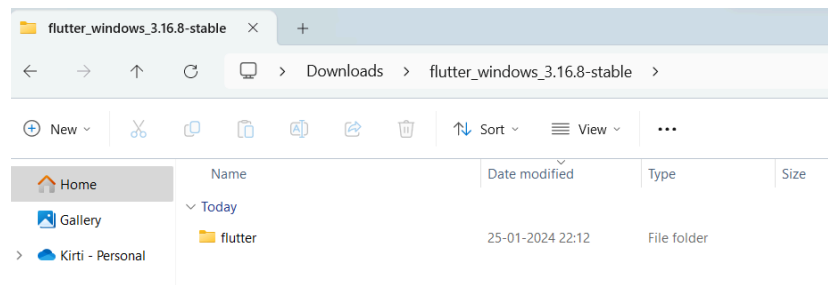 flutter_windows_3.16.8-stable
Downloads > flutter_windows_3.16.8-stable >
New Sort View
Name Date modified Type Size
Home
Today
Gallery
flutter 25-01-2024 22:12 File folder
Kirti - Personal